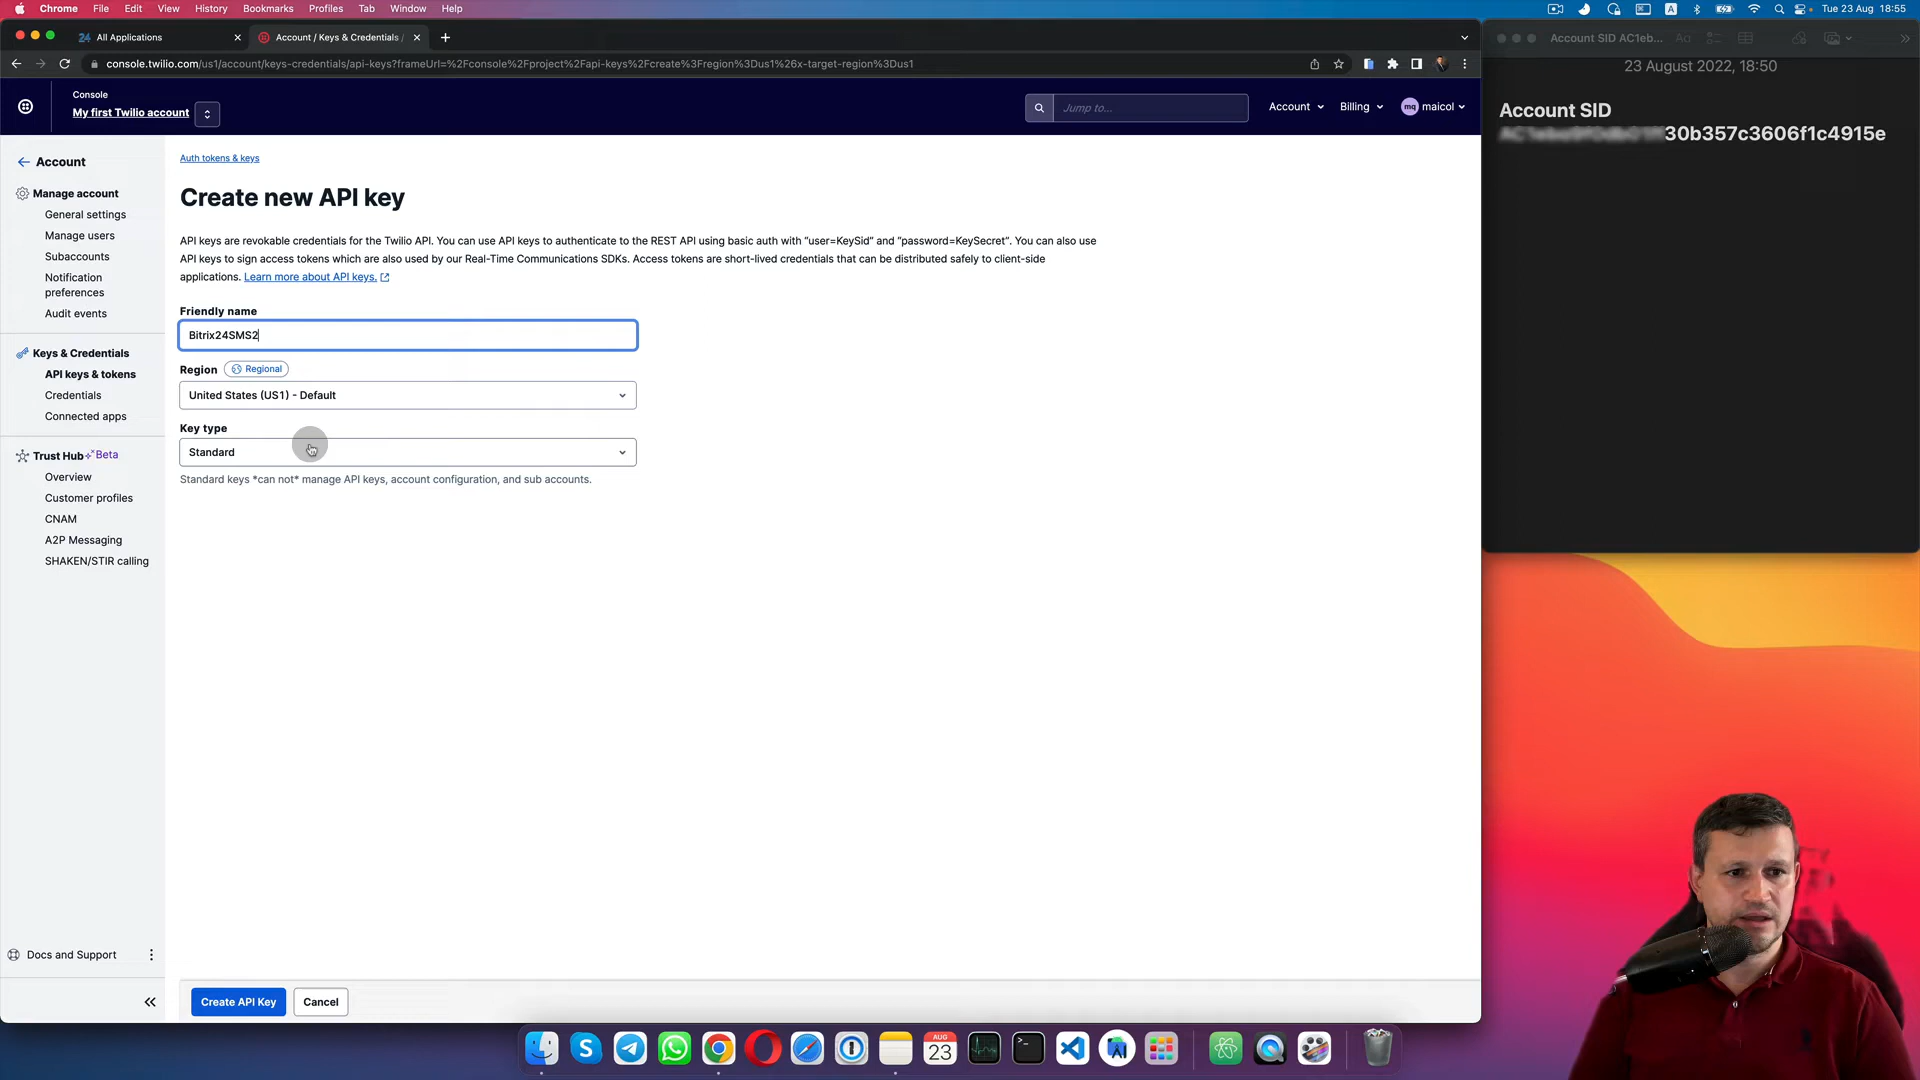 Chrome File Edit View History Bookmarks Profiles Tab Window Help
A
Tue 23 Aug 18:55
24 All Applications
Account / Keys & Credentials /
console.twilio.com/us1/account/keys-credentials/api-keys?frameUrl=%2Fconsole%2Fproject%2Fapi-keys%2Fcreate%3Fregion%3Dus1%26x-target-region%3Dus1
Console
My first Twilio account
Jump to...
Account
Billing
mq maicol
Account
Manage account
General settings
Manage users
Subaccounts
Notification
preferences
Audit events
Keys & Credentials
API keys & tokens
Credentials
Connected apps
Trust Hub Beta
Overview
Customer profiles
CNAM
A2P Messaging
SHAKEN/STIR calling
Docs and Support
Auth tokens & keys
Create new API key
API keys are revokable credentials for the Twilio API. You can use API keys to authenticate to the REST API using basic auth with "user=KeySid" and "password=KeySecret". You can also use
API keys to sign access tokens which are also used by our Real-Time Communications SDKs. Access tokens are short-lived credentials that can be distributed safely to client-side
applications. Learn more about API keys.
Friendly name
Bitrix24SMS2
Region Regional
United States (US1) - Default
Key type
Standard
Standard keys *can not* manage API keys, account configuration, and sub accounts.
Create API Key
Cancel
Account SID AC1eb... Aa
23 August 2022, 18:50
Account SID
30b357c3606f1c4915e
AUG
23